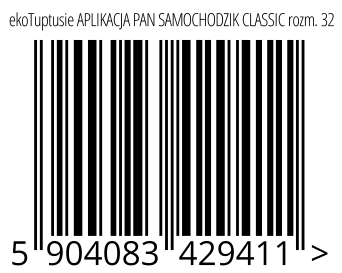 ekoTuptusie APLIKACJA PAN SAMOCHODZIK CLASSIC rozm. 32
5 904083 429411 >